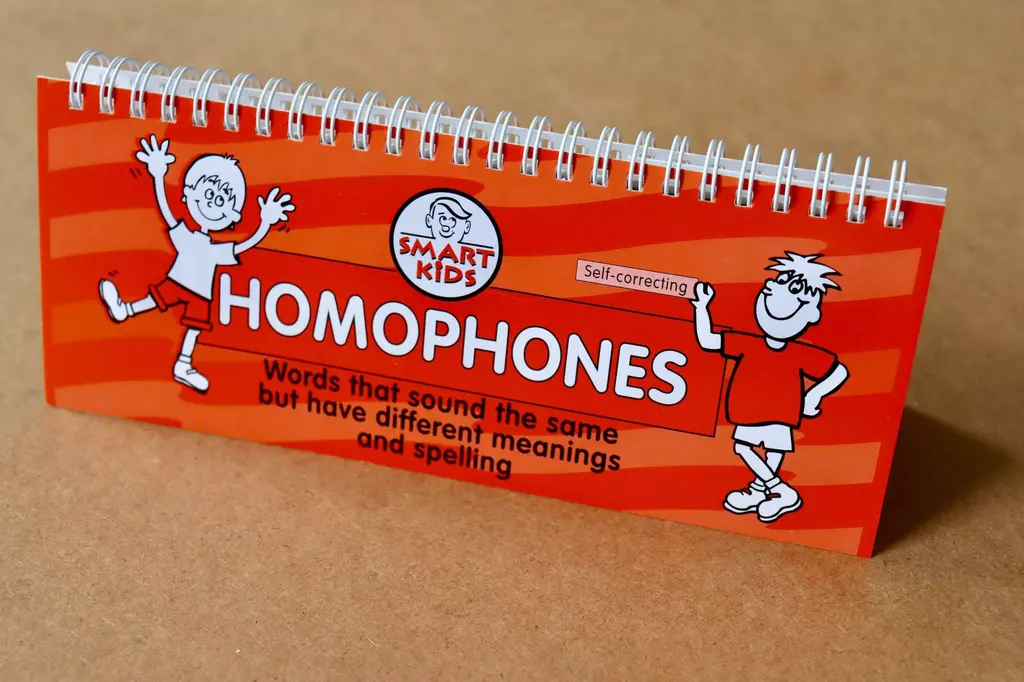 SMART
KiDS
Self-correcting
HOMOPHONES
Words that sound the same
but have different meanings
and spelling